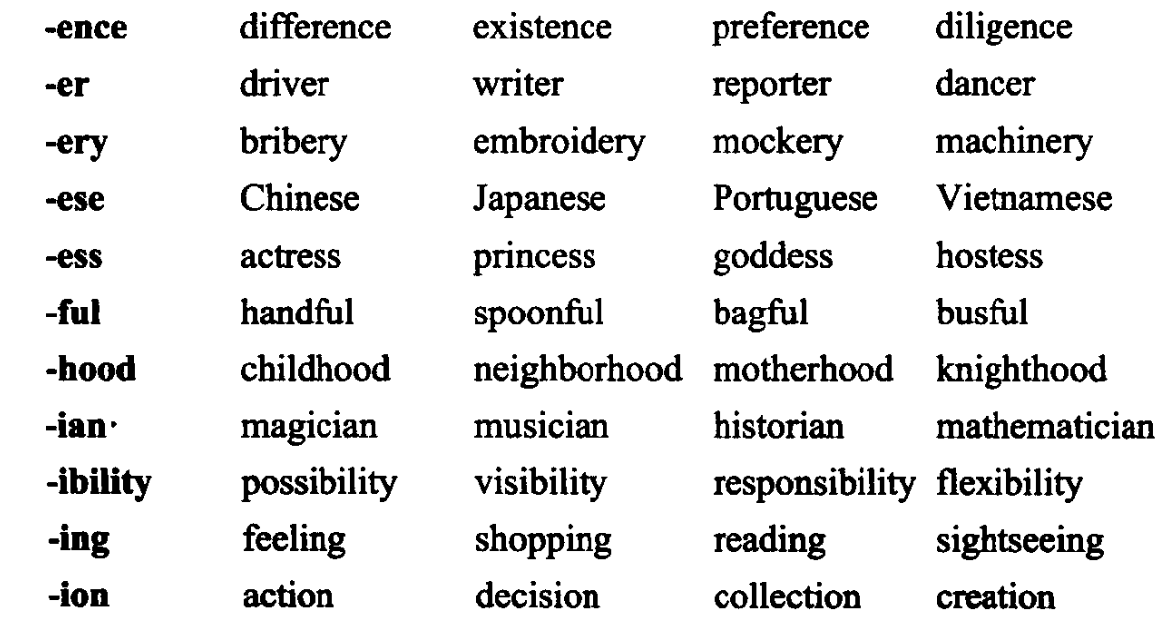 -ence difference existence preference diligence
-er driver writer reporter dancer
-ery bribery embroidery mockery machinery
-ese Chinese Japanese Portuguese Vietnamese
-ess actress princess goddess hostess
-ful handful spoonful bagful busful
-hood childhood neighborhood motherhood knighthood
-ian· magician musician historian mathematician
-ibility possibility visibility responsibility flexibility
-ing feeling shopping reading sightseeing
-ion action decision collection creation